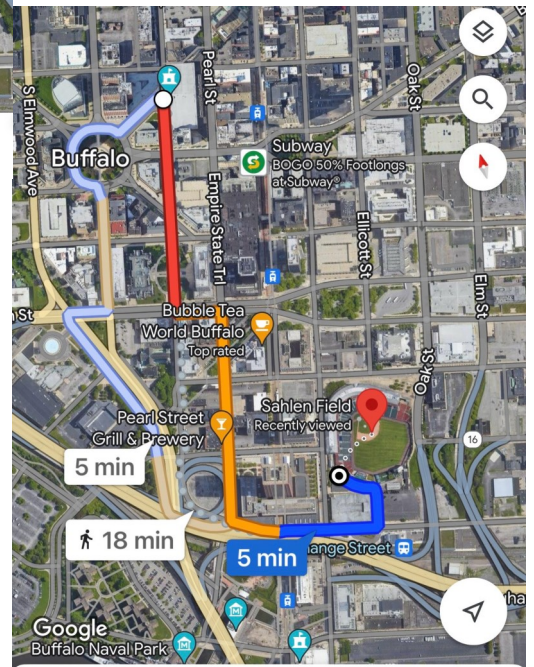 Pearl St
Oak St
S Elmwood Ave
Buffalo
Subway
BOGO 50% Footlongs
at Subway®
Empire State Trl
Ellicott St
Elm St
St
Bubble Tea
World Buffalo
Top rated
Oak St
Sahlen Field
Recently viewed
Pearl Street
Grill & Brewery
16
5 min
18 min
5 min
hange Street
Google
Buffalo Naval Park